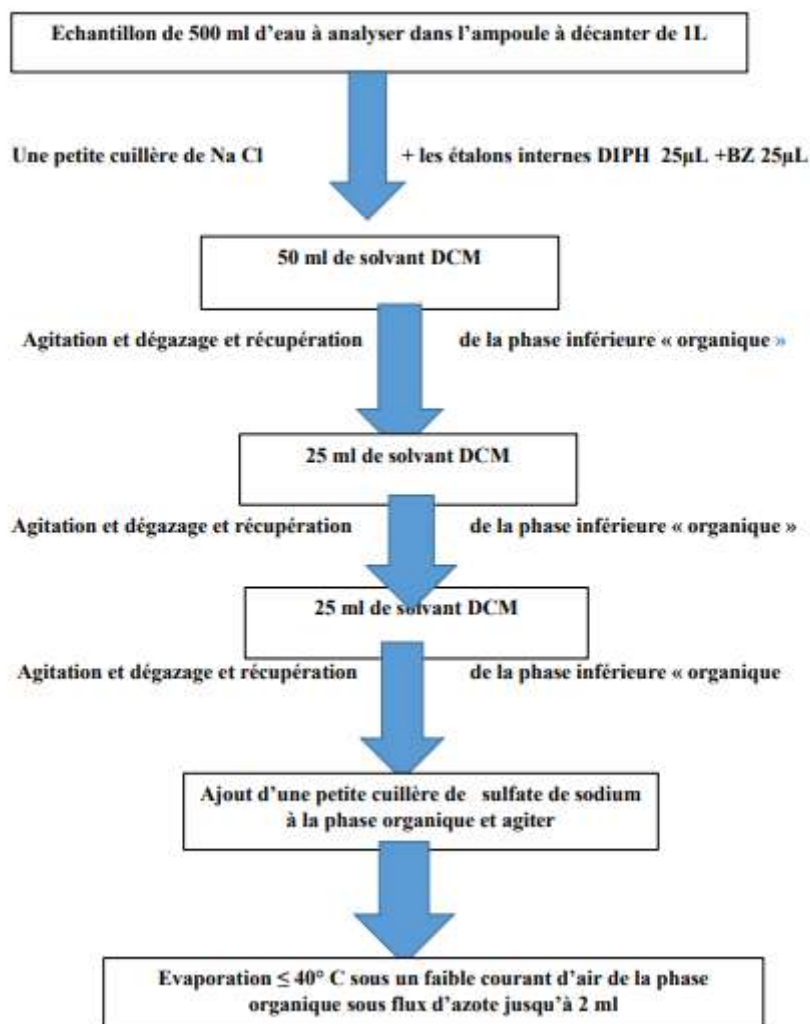 Echantillon de 500 ml d'eau à analyser dans l'ampoule à décanter de 1L
Une petite cuillère de Na Cl + les étalons internes DIPH 25µL +BZ 25µL
50 ml de solvant DCM
Agitation et dégazage et récupération de la phase inférieure « organique »
25 ml de solvant DCM
Agitation et dégazage et récupération de la phase inférieure « organique »
25 ml de solvant DCM
Agitation et dégazage et récupération de la phase inférieure « organique
Ajout d'une petite cuillère de sulfate de sodium
à la phase organique et agiter
Evaporation ≤ 40° C sous un faible courant d'air de la phase
organique sous flux d'azote jusqu'à 2 ml